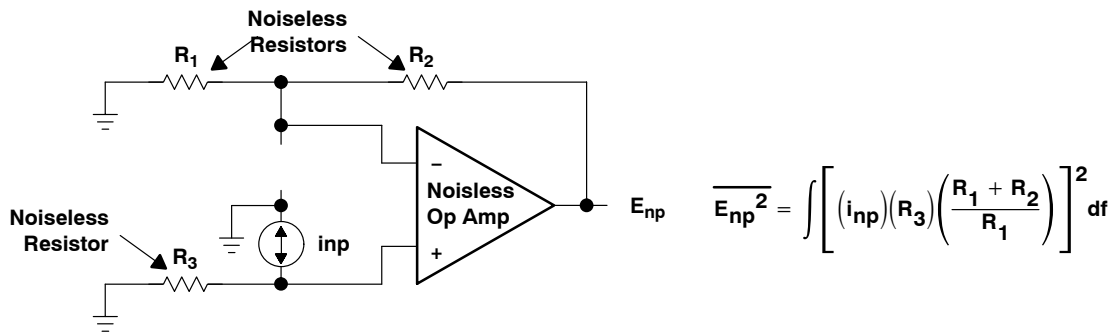 Noiseless
Resistors
R1
R2
−
Noisless
Op Amp
+
Enp
Noiseless
Resistor
R3
inp
Enp² = ∫[(inp)(R3)((R1 + R2)/R1)]² df